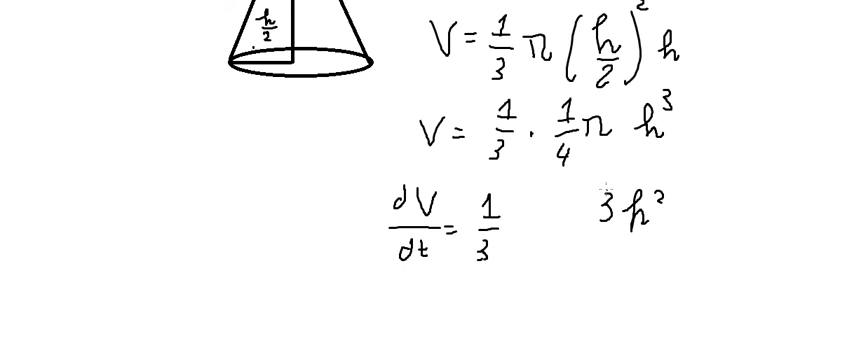 h/2
V = 1/3 π (h/2)² h
V = 1/3 · 1/4 π h³
dV/dt = 1/3 3h²